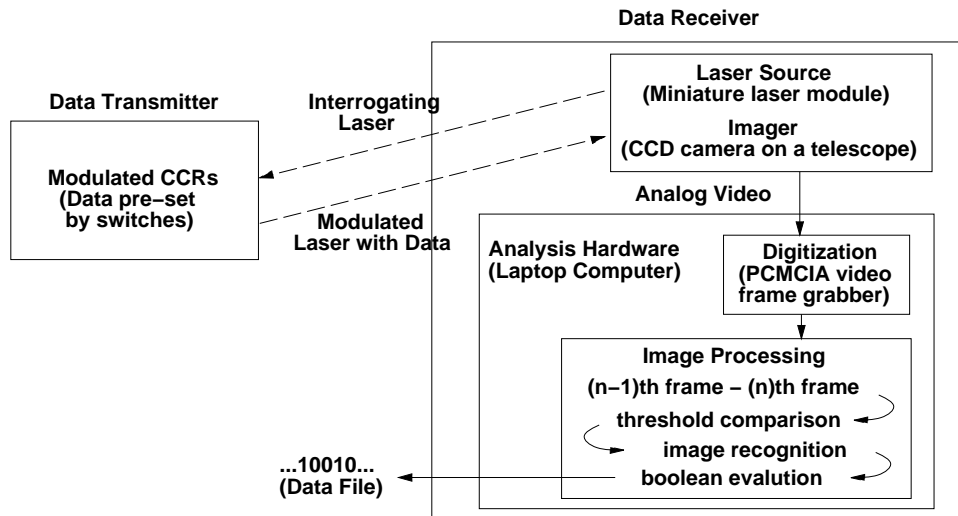 Data Receiver
Laser Source
(Miniature laser module)
Imager
(CCD camera on a telescope)
Data Transmitter
Interrogating
Laser
Modulated CCRs
(Data pre−set
by switches)
Modulated
Laser with Data
Analog Video
Analysis Hardware
(Laptop Computer)
Digitization
(PCMCIA video
frame grabber)
Image Processing
(n−1)th frame − (n)th frame
threshold comparison
image recognition
boolean evalution
...10010...
(Data File)